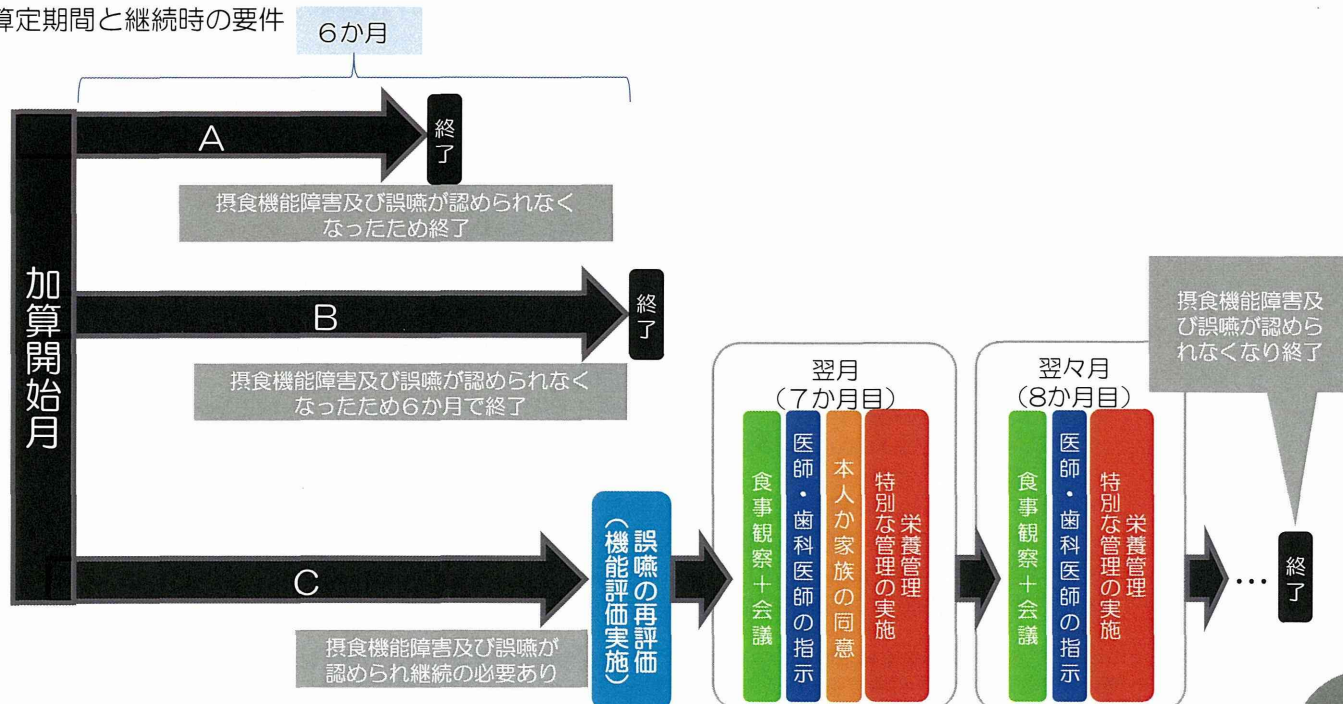 算定期間と継続時の要件
6か月
加算開始月
A
終了
摂食機能障害及び誤嚥が認められなく
なったため終了
B
終了
摂食機能障害及び誤嚥が認められなく
なったため6か月で終了
C
摂食機能障害及び誤嚥が
認められ継続の必要あり
誤嚥の再評価
(機能評価実施)
翌月
(7か月目)
食事観察+会議
医師・歯科医師の指示
本人か家族の同意
栄養管理
特別な管理の実施
翌々月
(8か月目)
食事観察+会議
医師・歯科医師の指示
栄養管理
特別な管理の実施
…
終了
摂食機能障害及
び誤嚥が認めら
れなくなり終了